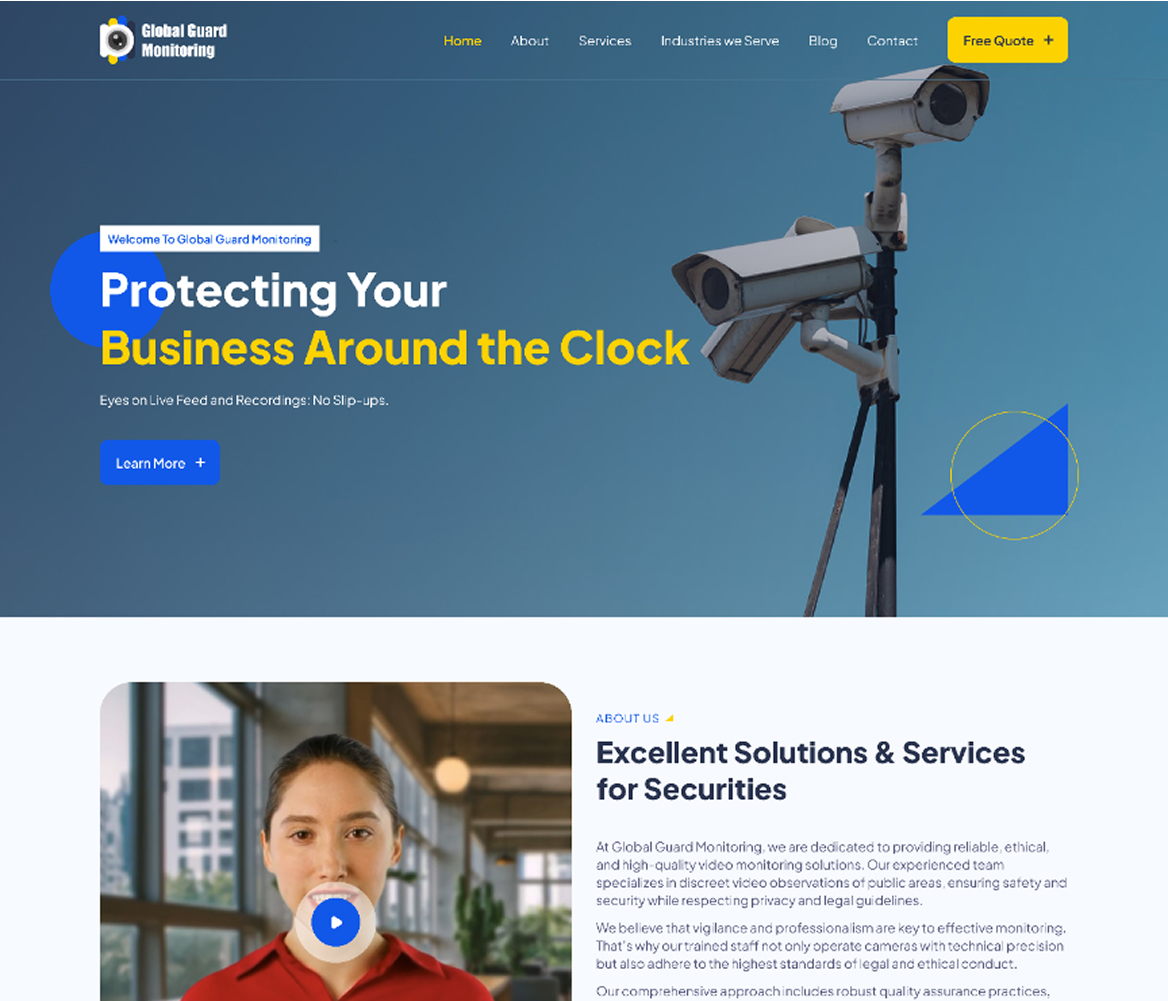 Global Guard
Monitoring
Home About Services Industries we Serve Blog Contact Free Quote +
Welcome To Global Guard Monitoring
Protecting Your
Business Around the Clock
Eyes on Live Feed and Recordings: No Slip-ups.
Learn More +
ABOUT US
Excellent Solutions & Services
for Securities
At Global Guard Monitoring, we are dedicated to providing reliable, ethical,
and high-quality video monitoring solutions. Our experienced team
specializes in discreet video observations of public areas, ensuring safety and
security while respecting privacy and legal guidelines.
We believe that vigilance and professionalism are key to effective monitoring.
That's why our trained staff not only operate cameras with technical precision
but also adhere to the highest standards of legal and ethical conduct.
Our comprehensive approach includes robust quality assurance practices,